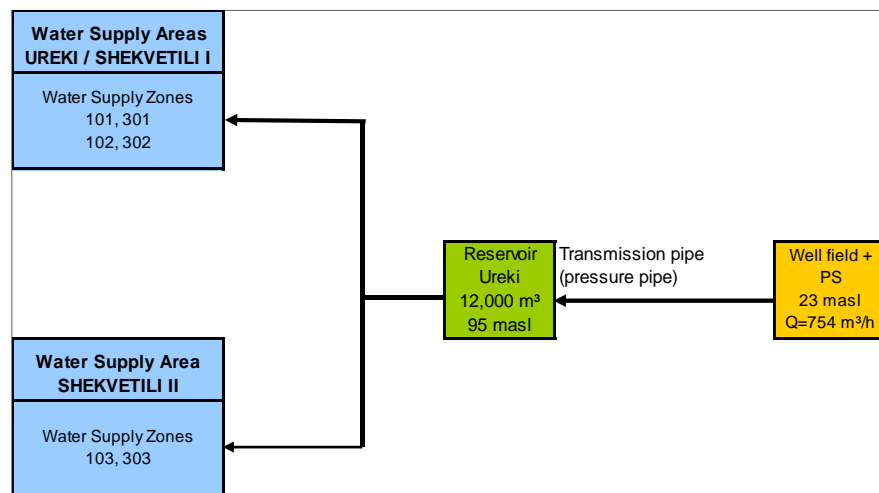 Water Supply Areas
UREKI / SHEKVETILI I
Water Supply Zones
101, 301
102, 302
Reservoir
Ureki
12,000 m³
95 masl
Transmission pipe
(pressure pipe)
Well field +
PS
23 masl
Q=754 m³/h
Water Supply Area
SHEKVETILI II
Water Supply Zones
103, 303